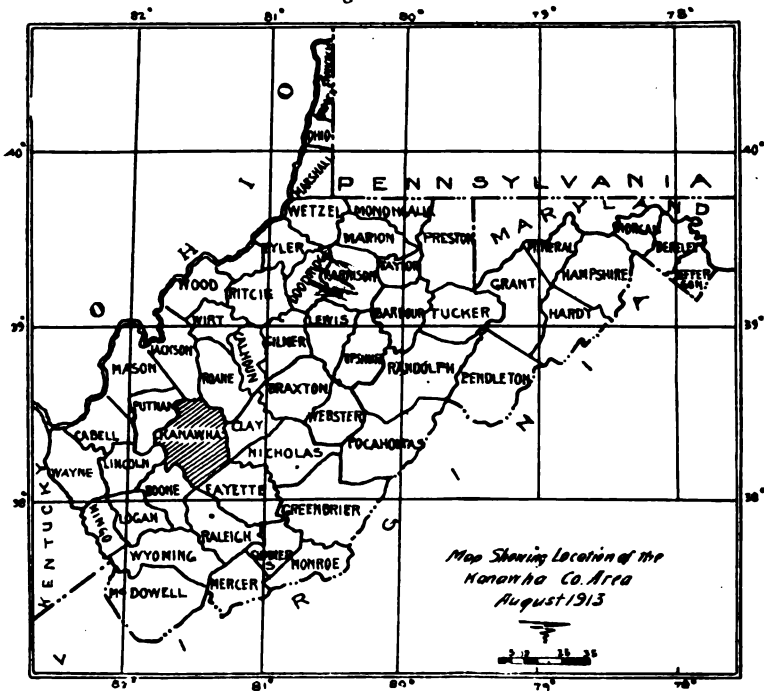 82° 81° 80° 79° 78°
OHIO
40° 40°
MARSHALL
PENNSYLVANIA
WETZEL MONONGALIA
MARYLAND
TYLER MARION PRESTON
MORGAN
MINERAL BERKELEY
WOOD RITCHIE DODDRIDGE HARRISON TAYLOR
GRANT HAMPSHIRE JEFFERSON
OHIO
39° 39°
WIRT LEWIS BARBOUR TUCKER HARDY
JACKSON CALHOUN GILMER
MASON ROANE UPSHUR RANDOLPH PENDLETON
PUTNAM BRAXTON
CABELL KANAWHA CLAY WEBSTER
NICHOLAS POCAHONTAS
WAYNE LINCOLN
38° 38°
BOONE FAYETTE
KENTUCKY MINGO LOGAN GREENBRIER
RALEIGH
WYOMING SUMMERS MONROE
McDOWELL MERCER
VIRGINIA
Map Showing Location of the
Kanawha Co. Area
August 1913
82° 81° 80° 79° 78°